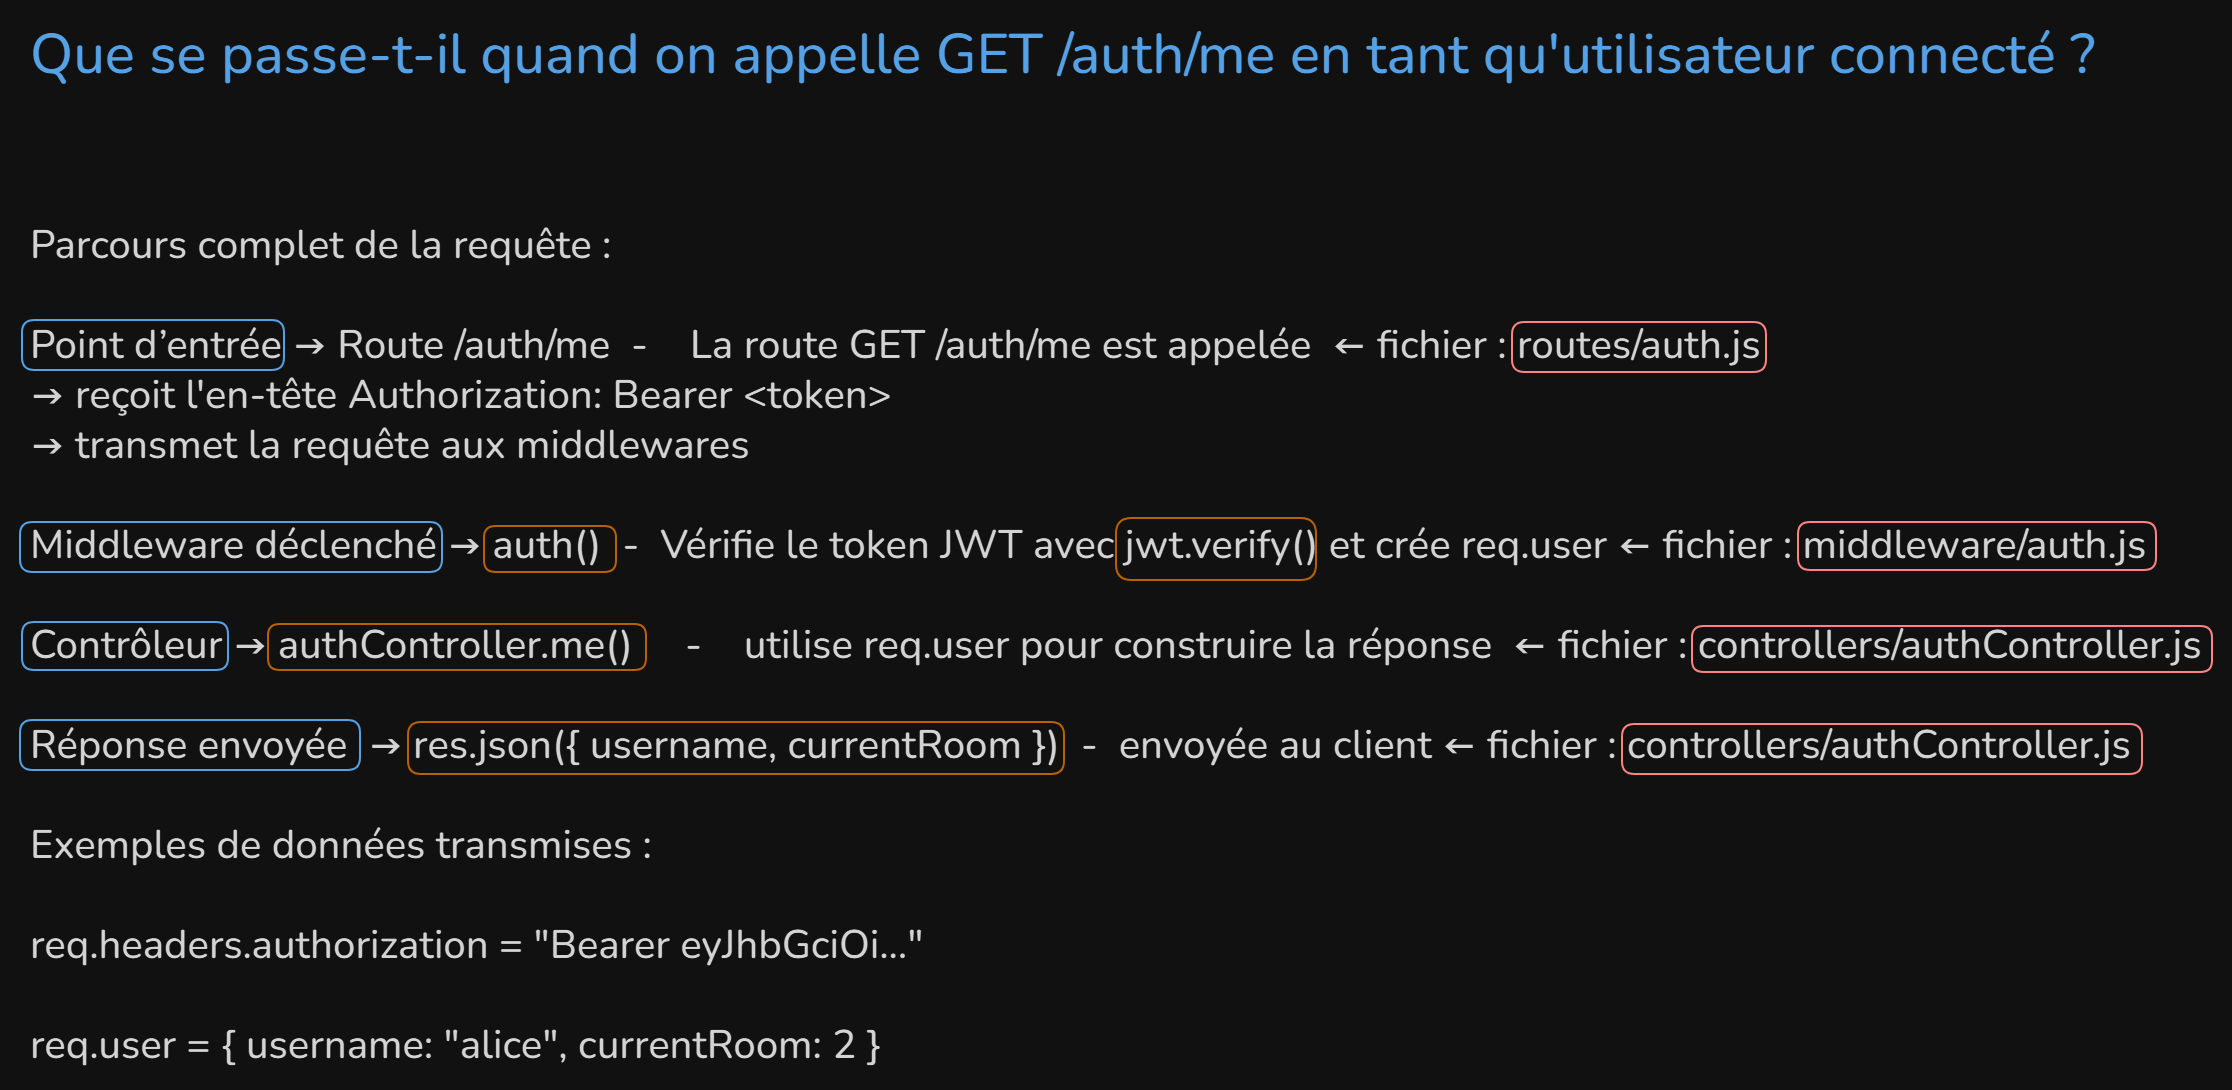 Que se passe-t-il quand on appelle GET /auth/me en tant qu'utilisateur connecté ?
Parcours complet de la requête :
Point d’entrée → Route /auth/me - La route GET /auth/me est appelée ← fichier : routes/auth.js
→ reçoit l'en-tête Authorization: Bearer <token>
→ transmet la requête aux middlewares
Middleware déclenché → auth() - Vérifie le token JWT avec jwt.verify() et crée req.user ← fichier : middleware/auth.js
Contrôleur → authController.me() - utilise req.user pour construire la réponse ← fichier : controllers/authController.js
Réponse envoyée → res.json({ username, currentRoom }) - envoyée au client ← fichier : controllers/authController.js
Exemples de données transmises :
req.headers.authorization = "Bearer eyJhbGciOi..."
req.user = { username: "alice", currentRoom: 2 }